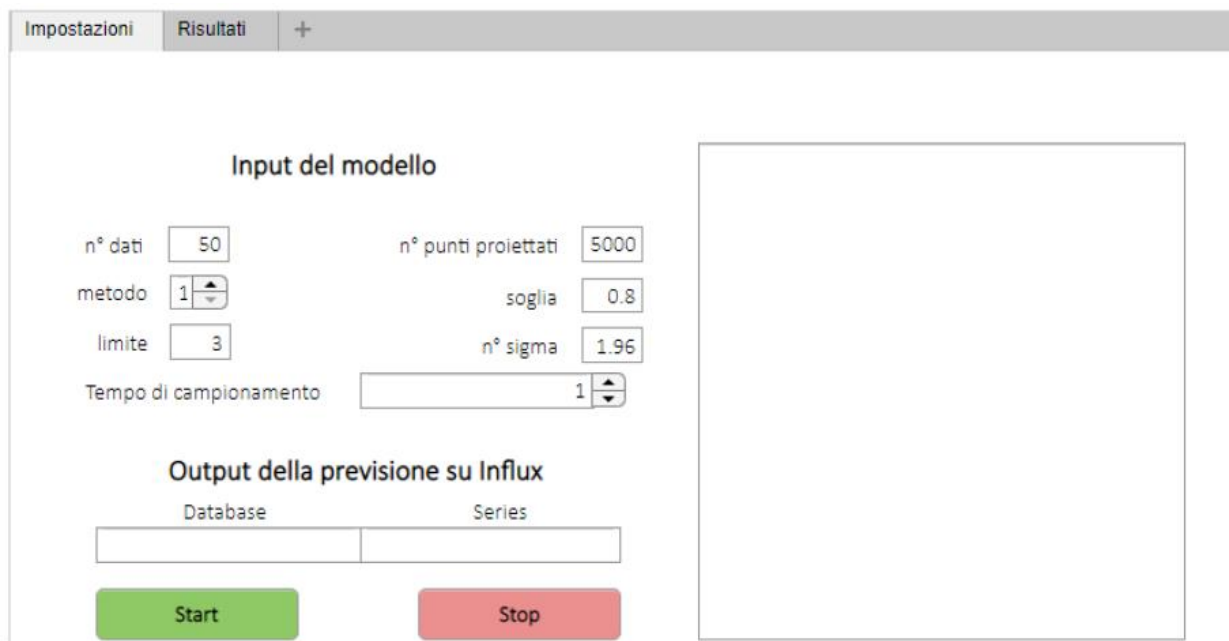 Impostazioni Risultati +
Input del modello
n° dati 50 n° punti proiettati 5000
metodo 1 soglia 0.8
limite 3 n° sigma 1.96
Tempo di campionamento 1
Output della previsione su Influx
Database Series
Start Stop